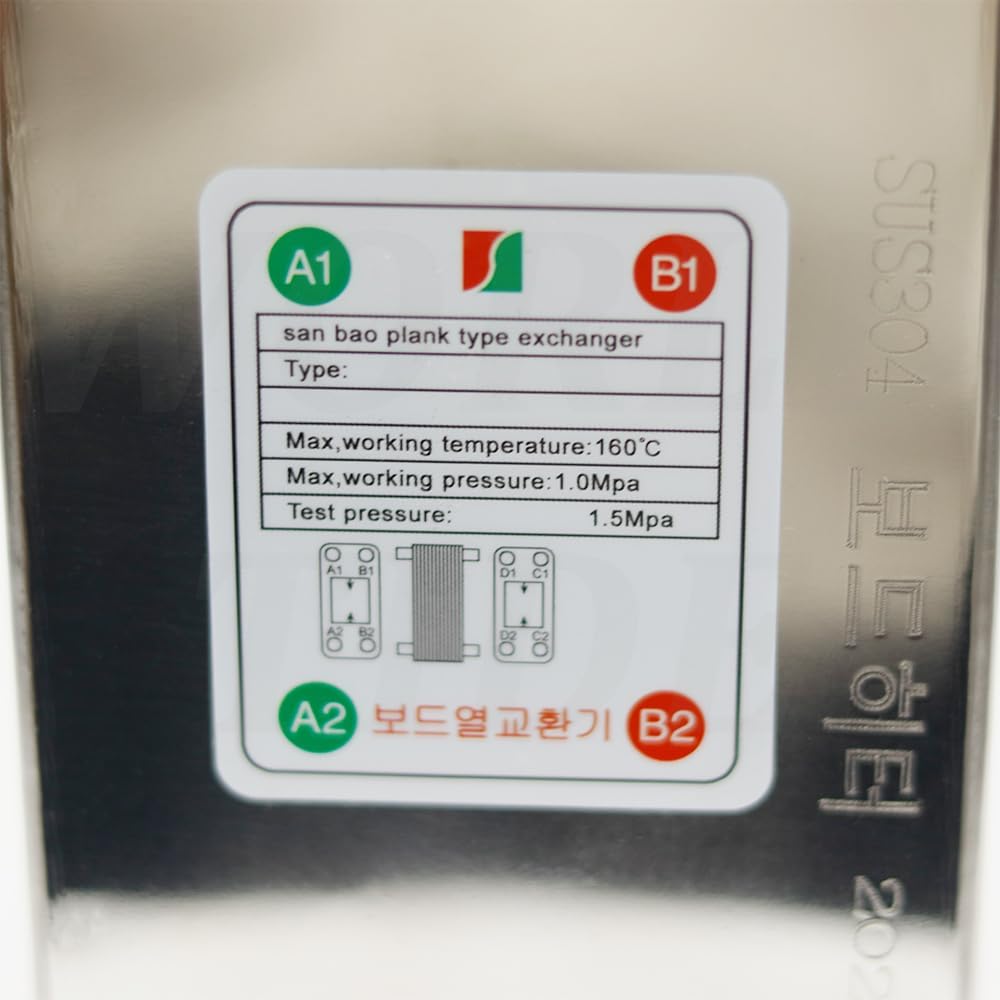 A1
B1
san bao plank type exchanger
Type:
Max,working temperature:160℃
Max,working pressure:1.0Mpa
Test pressure: 1.5Mpa
A1 B1
D1 C1
A2 B2
D2 C2
A2
보드열교환기
B2
SUS304 보드히터 202